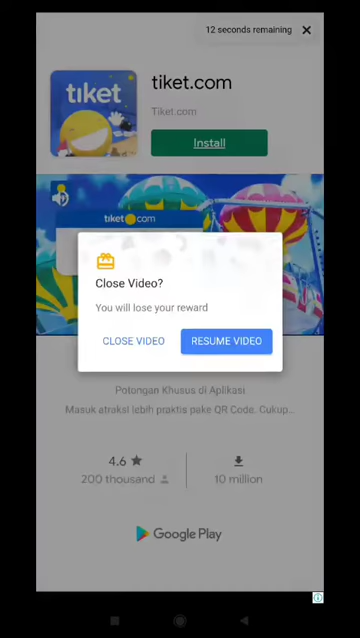 12 seconds remaining
tiket
tiket.com
Tiket.com
Install
tiket.com
Close Video?
You will lose your reward
CLOSE VIDEO
RESUME VIDEO
Potongan Khusus di Aplikasi
Masuk atraksi lebih praktis pake QR Code. Cukup...
4.6
200 thousand
10 million
Google Play